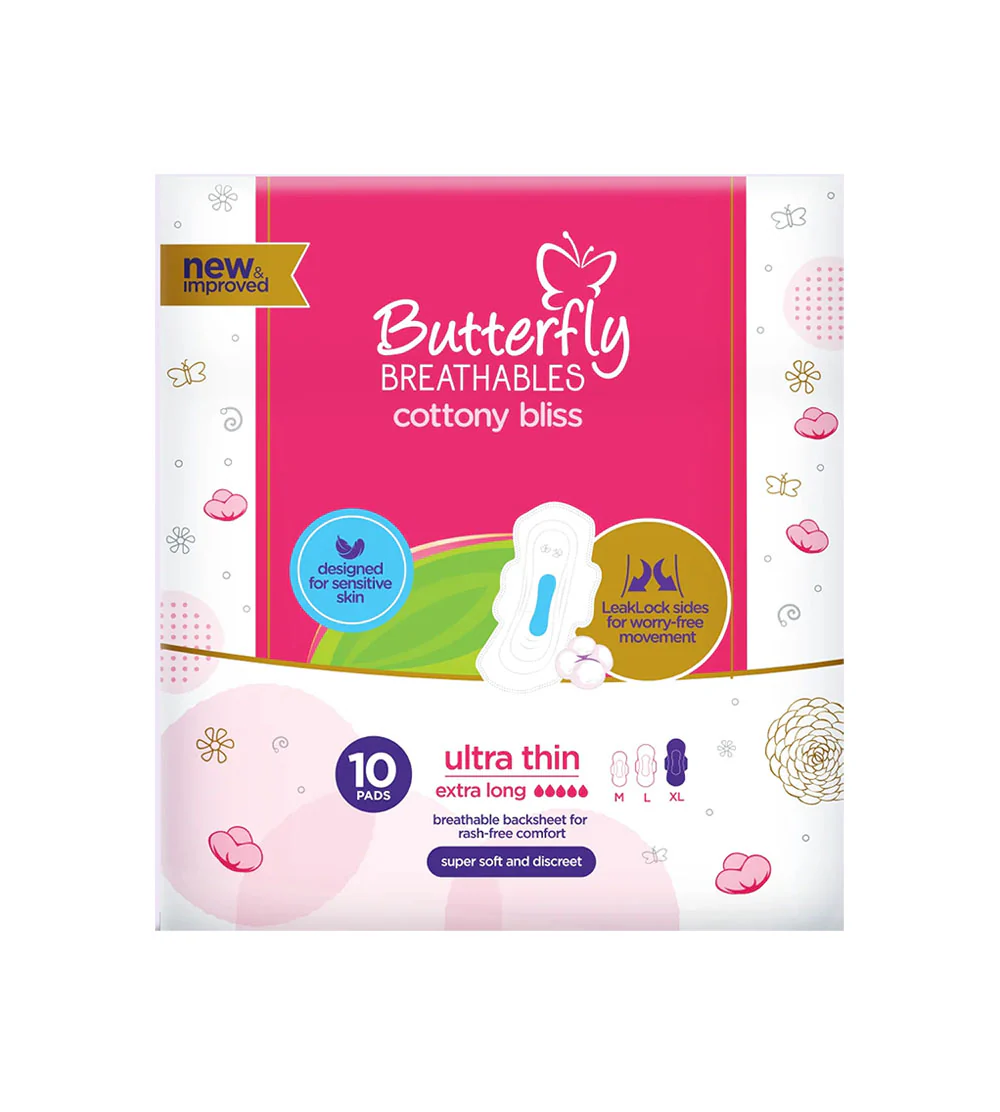 new &
improved
Butterfly
BREATHABLES
cottony bliss
designed
for sensitive
skin
LeakLock sides
for worry-free
movement
10
PADS
ultra thin
extra long
M L XL
breathable backsheet for
rash-free comfort
super soft and discreet